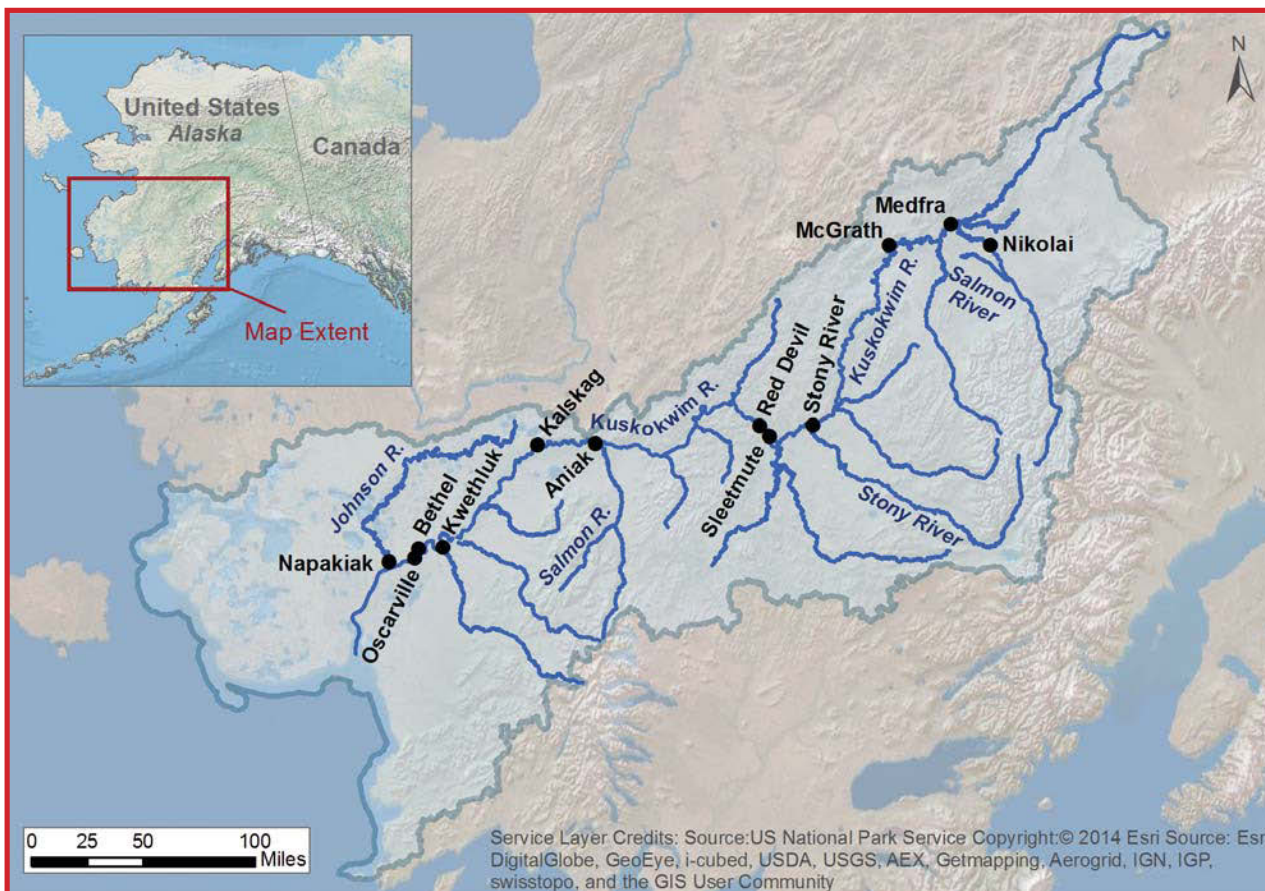 United States
Alaska
Canada
Map Extent
N
Medfra
McGrath
Nikolai
Salmon
River
Kuskokwim R.
Stony River
Red Devil
Sleetmute
Stony River
Kuskokwim R.
Kalskag
Aniak
Salmon R.
Kwethluk
Bethel
Johnson R.
Napakiak
Oscarville
0 25 50 100
Miles
Service Layer Credits: Source:US National Park Service Copyright:© 2014 Esri Source: Esri
DigitalGlobe, GeoEye, i-cubed, USDA, USGS, AEX, Getmapping, Aerogrid, IGN, IGP,
swisstopo, and the GIS User Community